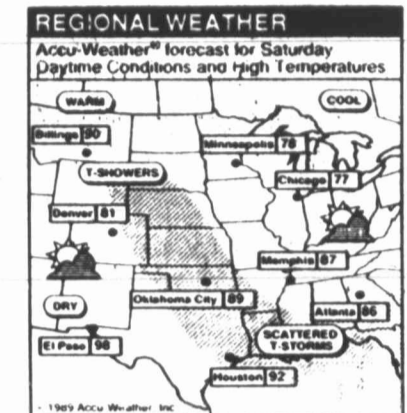 REGIONAL WEATHER
Accu-Weather® forecast for Saturday
Daytime Conditions and High Temperatures
WARM
COOL
Billings 90
Minneapolis 78
T-SHOWERS
Chicago 77
Denver 81
Memphis 87
DRY
Oklahoma City 89
Atlanta 86
El Paso 98
SCATTERED
T-STORMS
Houston 92
1989 Accu Weather Inc